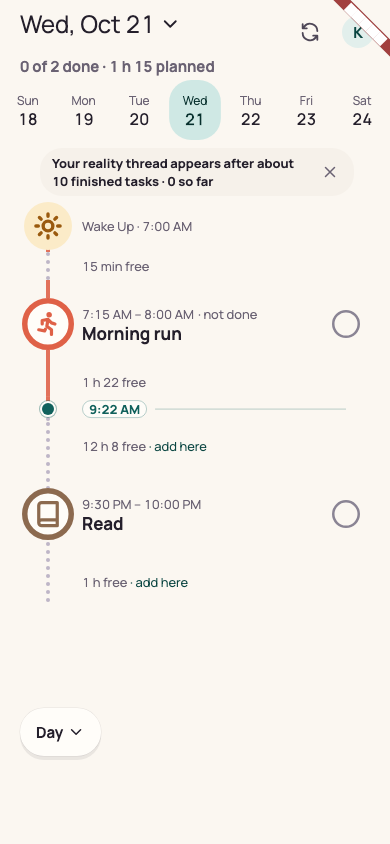 Wed, Oct 21
K
0 of 2 done · 1 h 15 planned
Sun Mon Tue Wed Thu Fri Sat
18 19 20 21 22 23 24
Your reality thread appears after about
10 finished tasks · 0 so far
Wake Up · 7:00 AM
15 min free
7:15 AM – 8:00 AM · not done
Morning run
1 h 22 free
9:22 AM
12 h 8 free · add here
9:30 PM – 10:00 PM
Read
1 h free · add here
Day